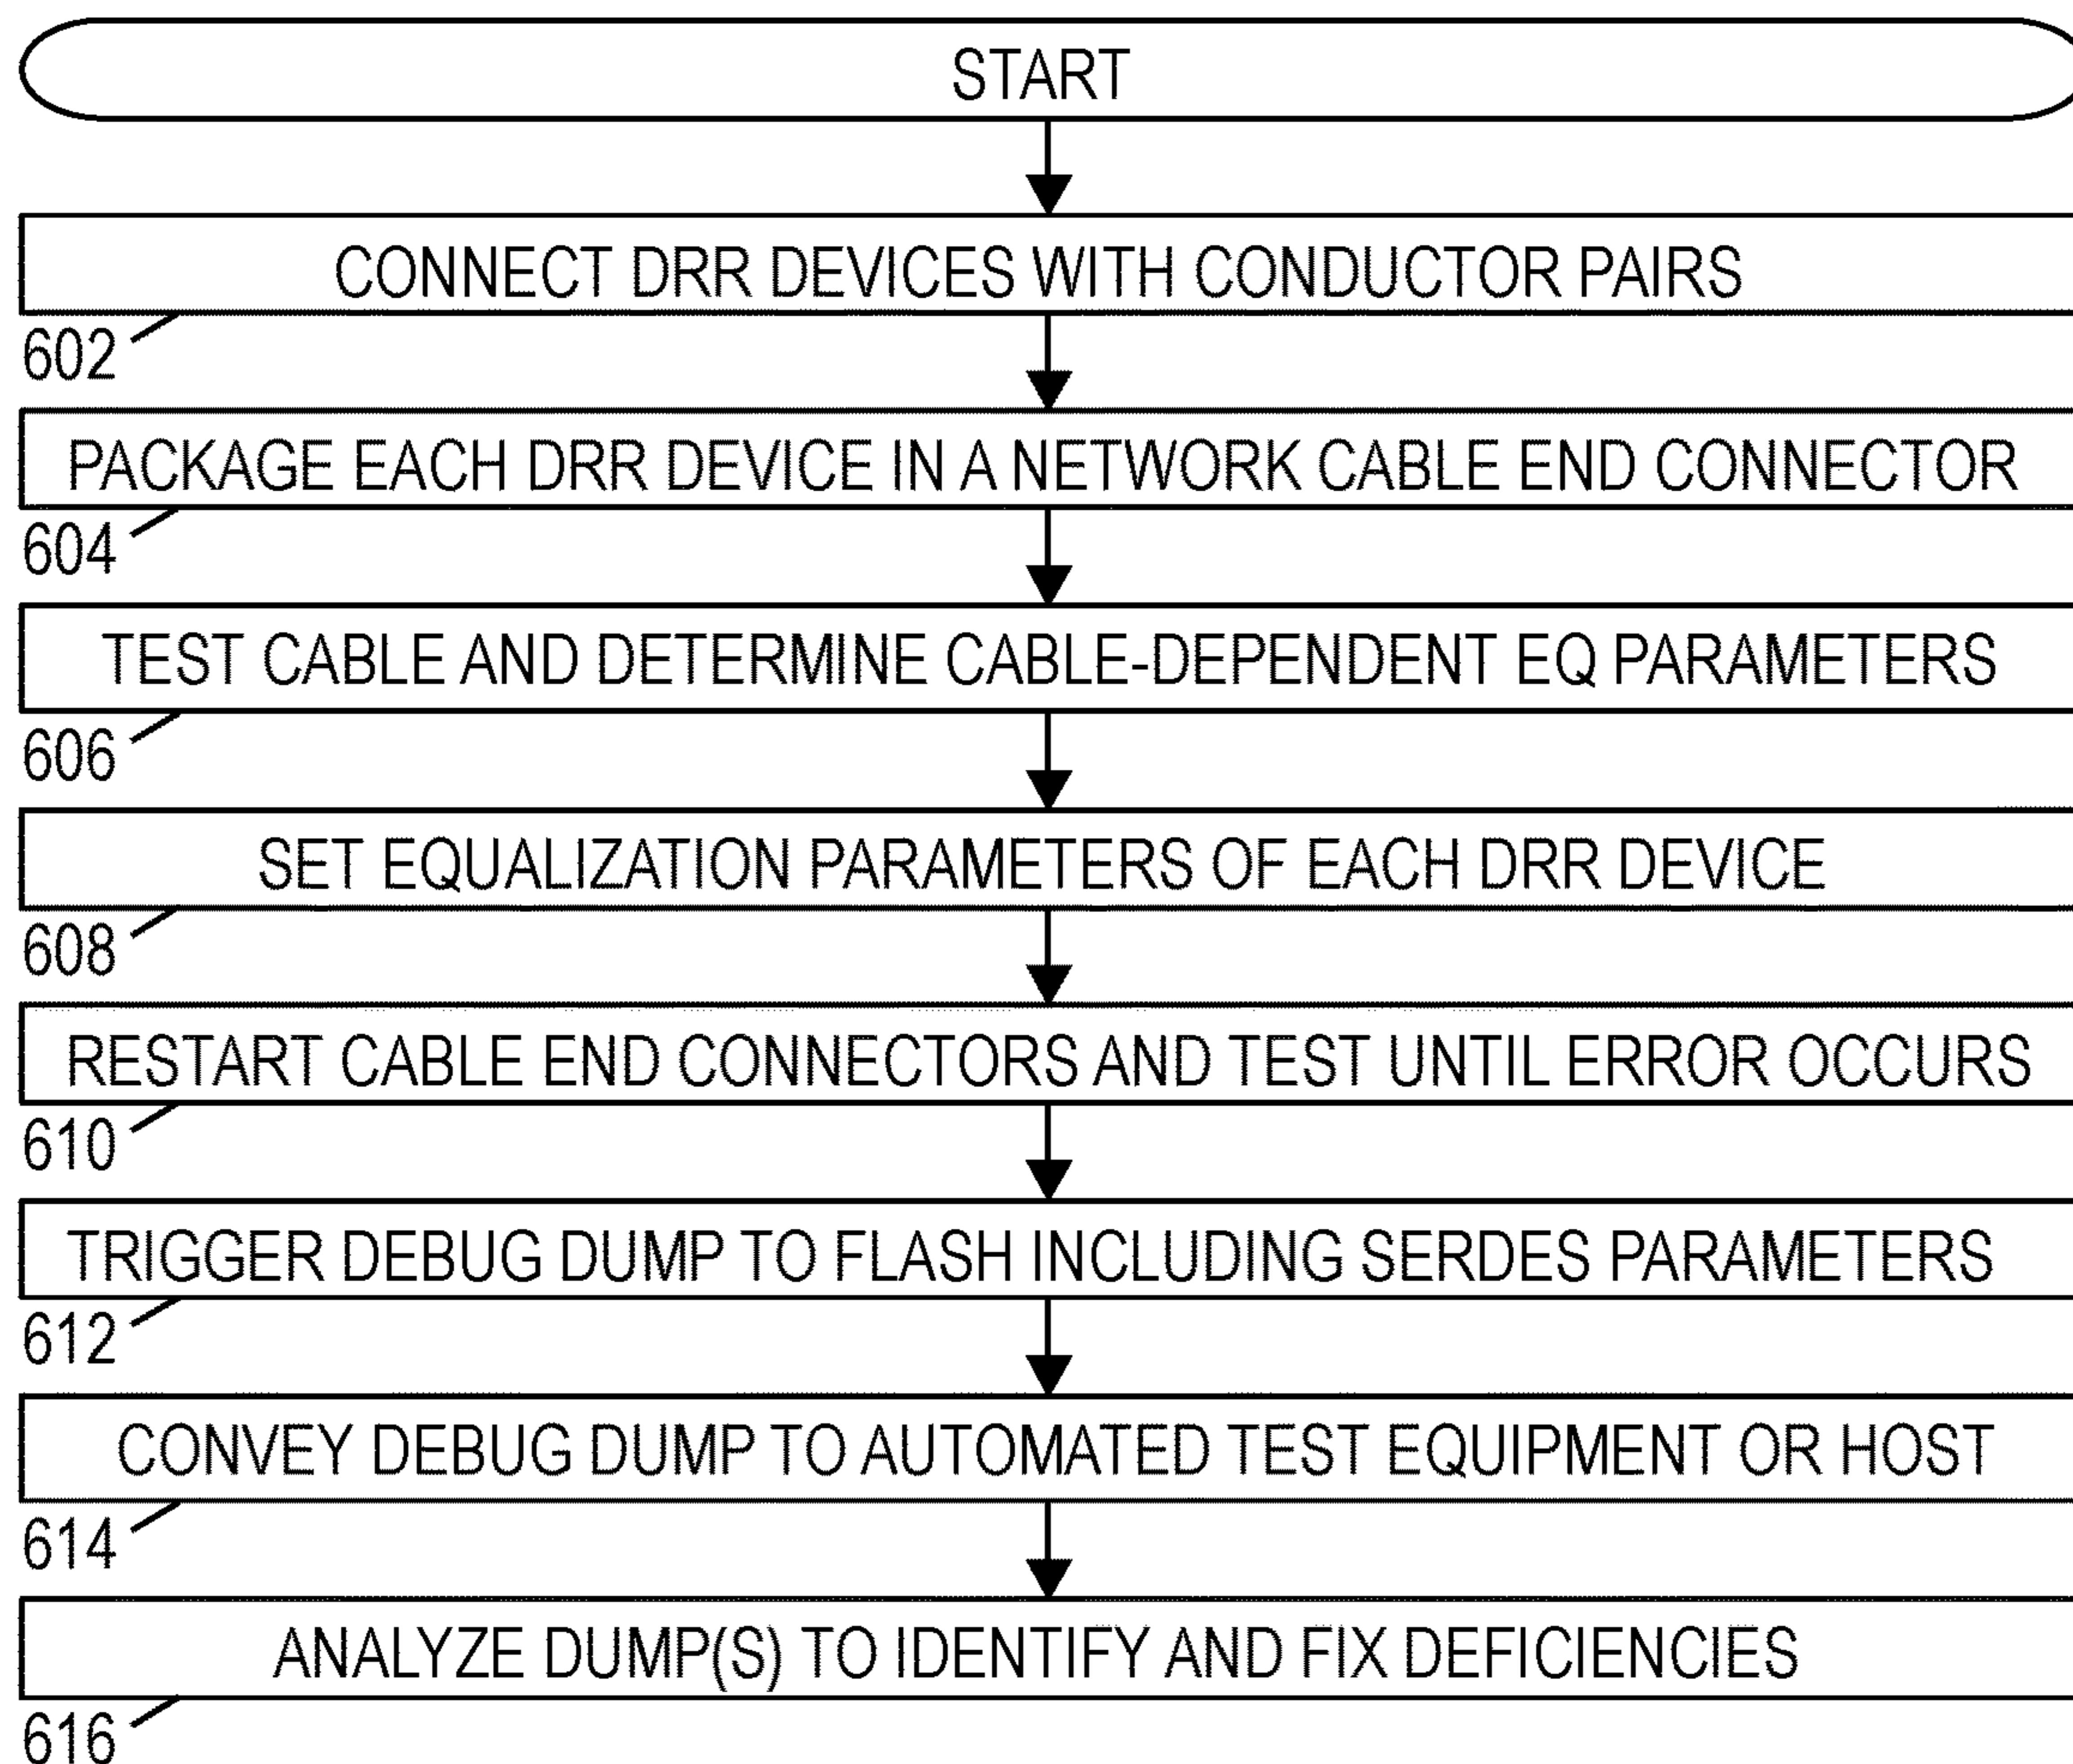 START
CONNECT DRR DEVICES WITH CONDUCTOR PAIRS
602
PACKAGE EACH DRR DEVICE IN A NETWORK CABLE END CONNECTOR
604
TEST CABLE AND DETERMINE CABLE-DEPENDENT EQ PARAMETERS
606
SET EQUALIZATION PARAMETERS OF EACH DRR DEVICE
608
RESTART CABLE END CONNECTORS AND TEST UNTIL ERROR OCCURS
610
TRIGGER DEBUG DUMP TO FLASH INCLUDING SERDES PARAMETERS
612
CONVEY DEBUG DUMP TO AUTOMATED TEST EQUIPMENT OR HOST
614
ANALYZE DUMP(S) TO IDENTIFY AND FIX DEFICIENCIES
616